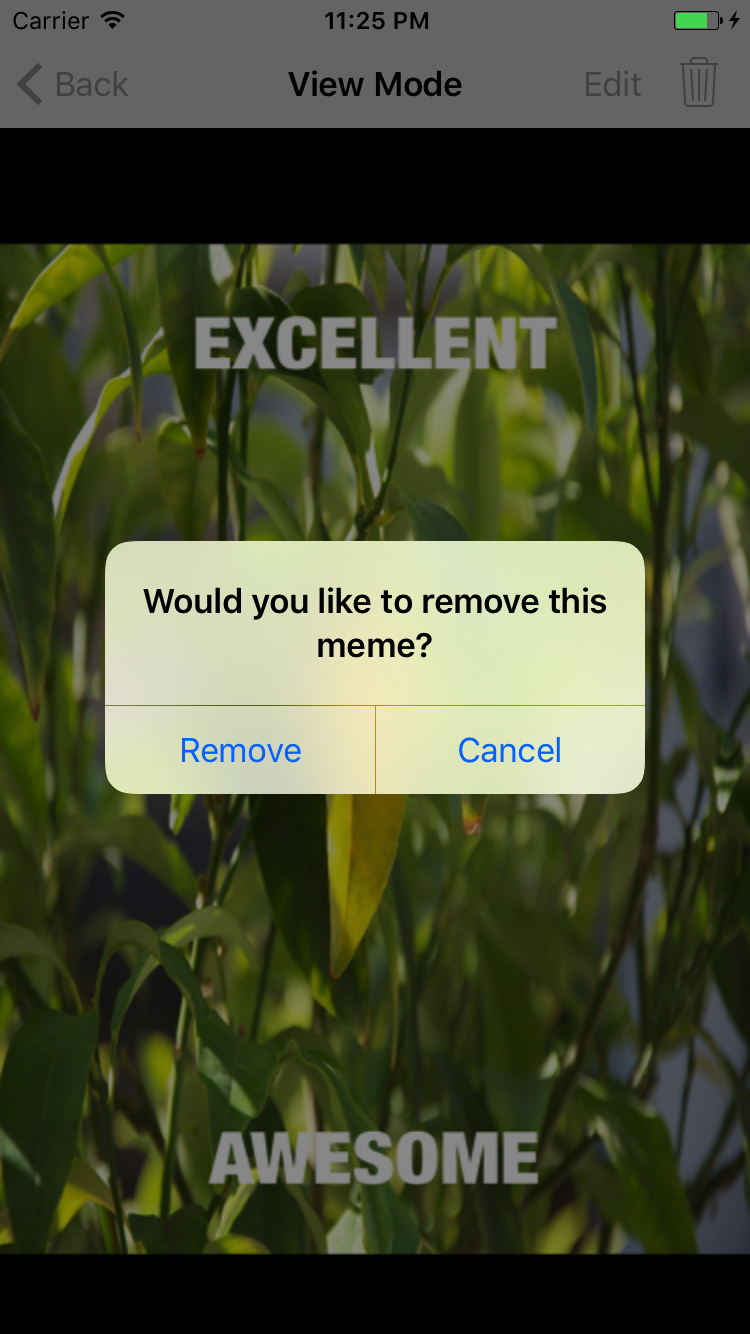 Carrier 11:25 PM
Back View Mode Edit
EXCELLENT
Would you like to remove this
meme?
Remove Cancel
AWESOME